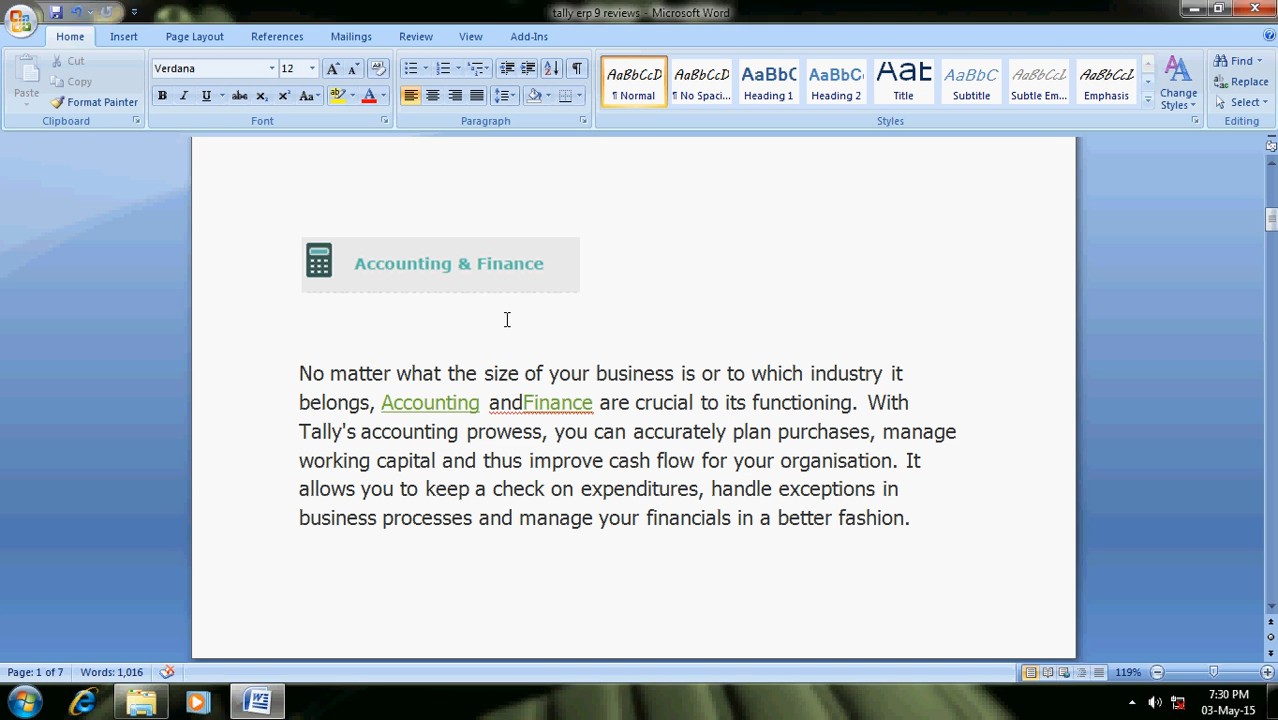 tally erp 9 reviews - Microsoft Word
Home Insert Page Layout References Mailings Review View Add-Ins
Paste Cut Copy Format Painter
Verdana 12
B I U abc x₂ x² Aa A
AaBbCcD AaBbCcD AaBbC AaBbC Aab AaBbC AaBbCcD AaBbCcD
¶ Normal ¶ No Spaci... Heading 1 Heading 2 Title Subtitle Subtle Em... Emphasis
Change Styles
Find Replace Select
Clipboard Font Paragraph Styles Editing
Accounting & Finance
No matter what the size of your business is or to which industry it
belongs, Accounting andFinance are crucial to its functioning. With
Tally's accounting prowess, you can accurately plan purchases, manage
working capital and thus improve cash flow for your organisation. It
allows you to keep a check on expenditures, handle exceptions in
business processes and manage your financials in a better fashion.
Page: 1 of 7 Words: 1,016 119%
7:30 PM
03-May-15